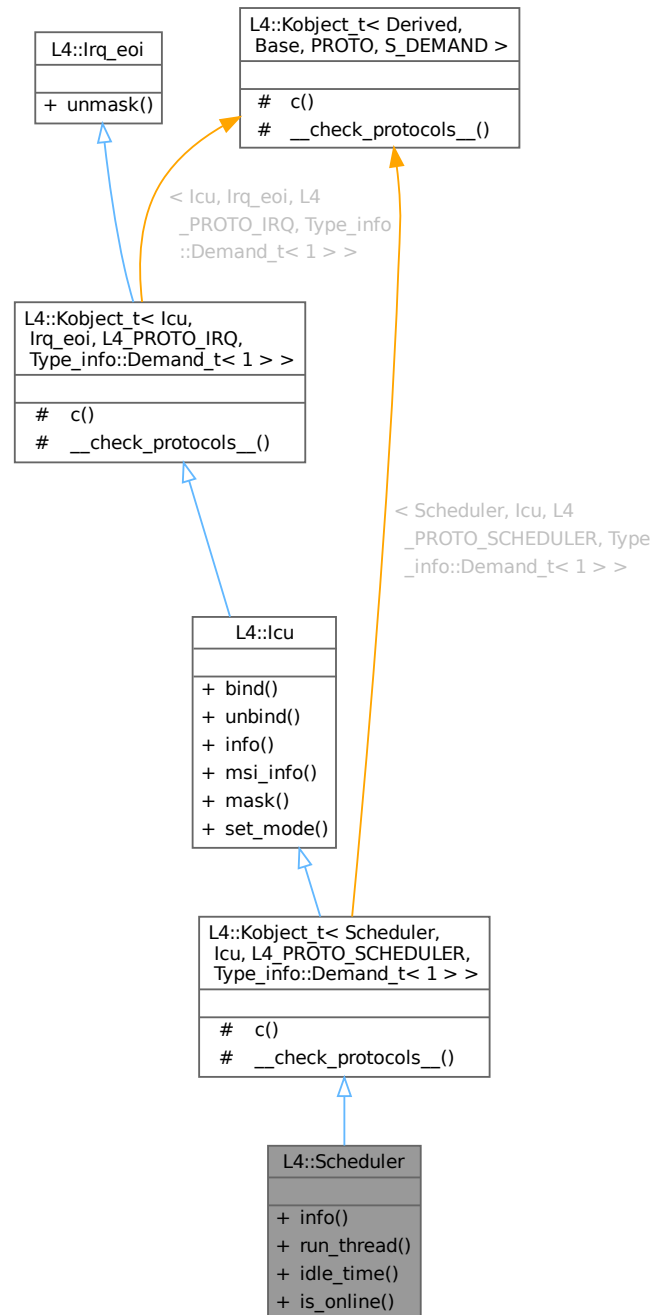 L4::Irq_eoi
+ unmask()
L4::Kobject_t< Derived,
Base, PROTO, S_DEMAND >
# c()
# __check_protocols__()
< Icu, Irq_eoi, L4
_PROTO_IRQ, Type_info
::Demand_t< 1 > >
L4::Kobject_t< Icu,
Irq_eoi, L4_PROTO_IRQ,
Type_info::Demand_t< 1 > >
# c()
# __check_protocols__()
< Scheduler, Icu, L4
_PROTO_SCHEDULER, Type
_info::Demand_t< 1 > >
L4::Icu
+ bind()
+ unbind()
+ info()
+ msi_info()
+ mask()
+ set_mode()
L4::Kobject_t< Scheduler,
Icu, L4_PROTO_SCHEDULER,
Type_info::Demand_t< 1 > >
# c()
# __check_protocols__()
L4::Scheduler
+ info()
+ run_thread()
+ idle_time()
+ is_online()